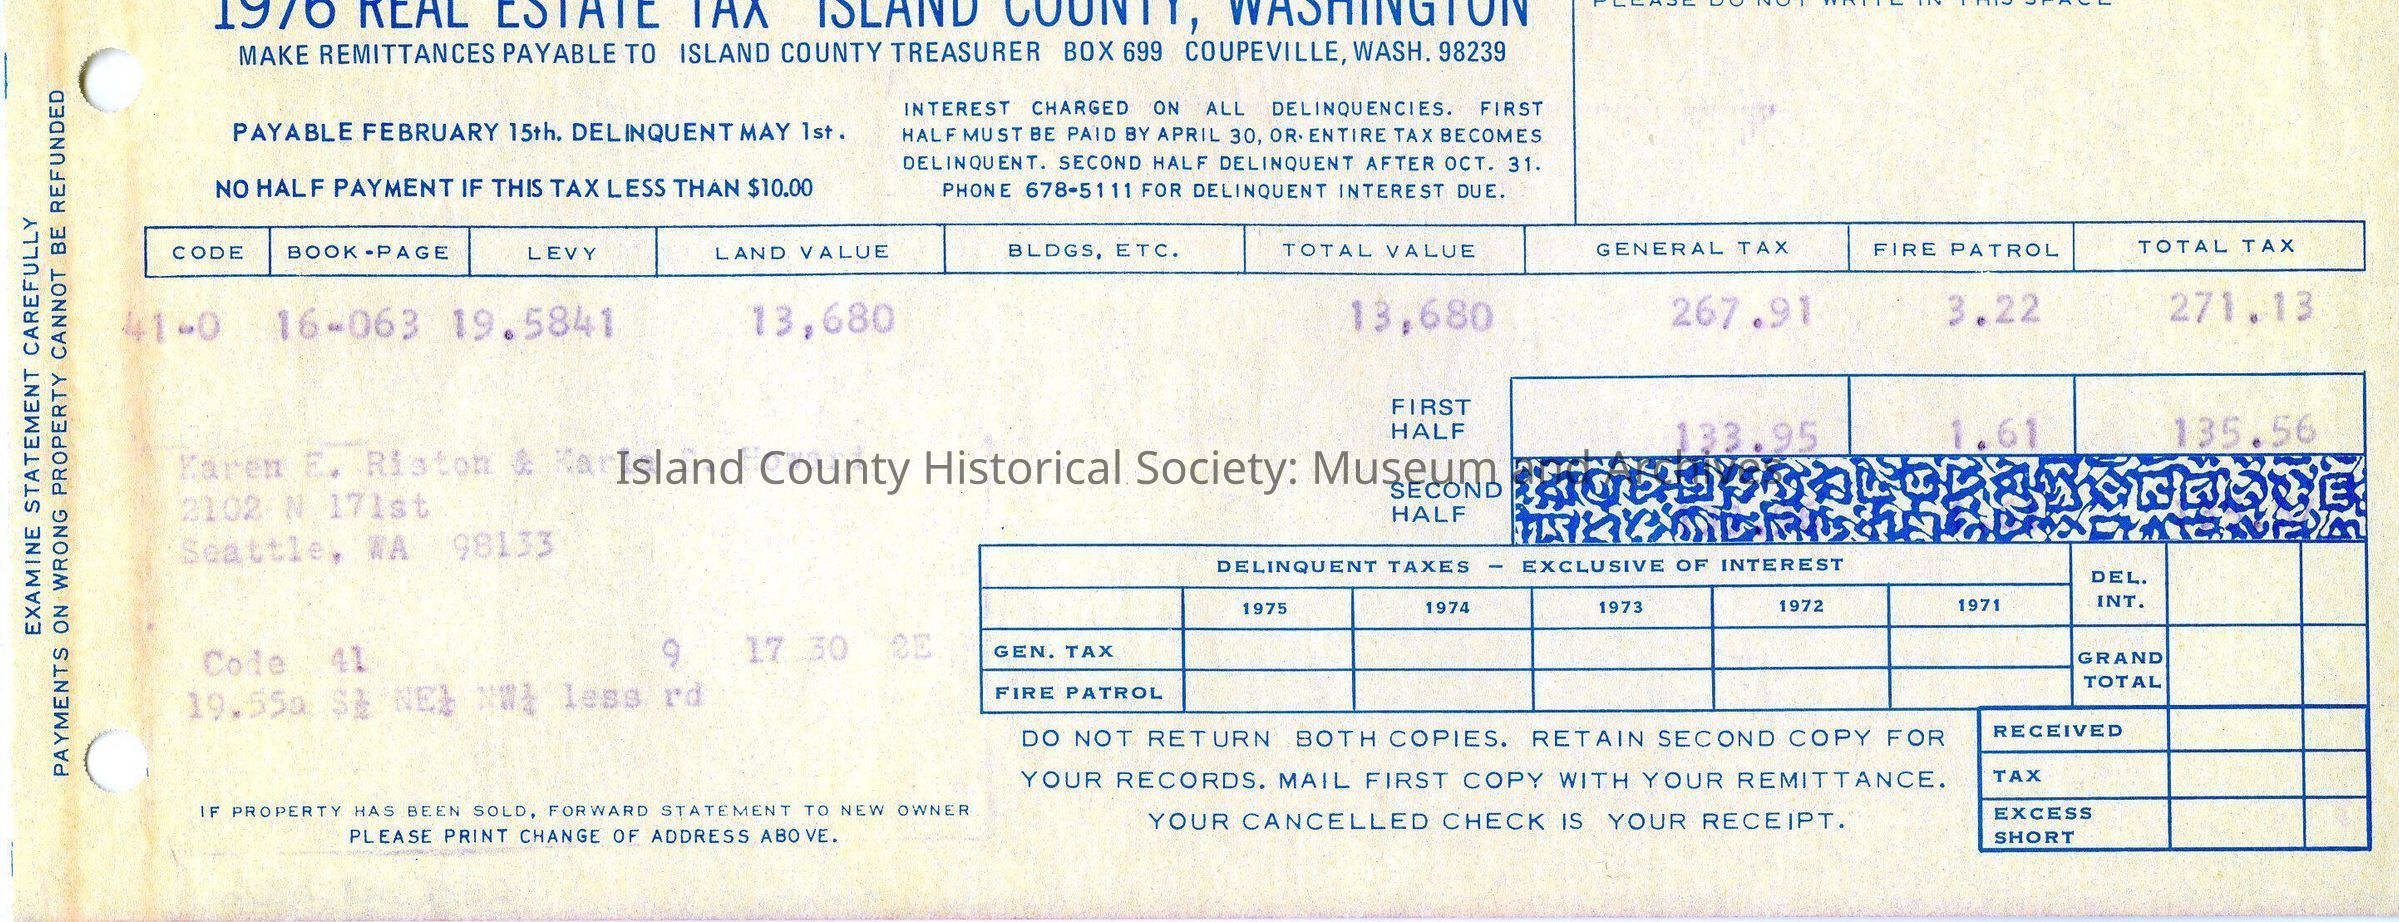 1976 REAL ESTATE TAX ISLAND COUNTY, WASHINGTON
PLEASE DO NOT WRITE IN THIS SPACE
MAKE REMITTANCES PAYABLE TO ISLAND COUNTY TREASURER BOX 699 COUPEVILLE, WASH. 98239
PAYABLE FEBRUARY 15th. DELINQUENT MAY 1st.
NO HALF PAYMENT IF THIS TAX LESS THAN $10.00
INTEREST CHARGED ON ALL DELINQUENCIES. FIRST
HALF MUST BE PAID BY APRIL 30, OR ENTIRE TAX BECOMES
DELINQUENT. SECOND HALF DELINQUENT AFTER OCT. 31.
PHONE 678-5111 FOR DELINQUENT INTEREST DUE.
EXAMINE STATEMENT CAREFULLY
PAYMENTS ON WRONG PROPERTY CANNOT BE REFUNDED
CODE BOOK-PAGE LEVY LAND VALUE BLDGS, ETC. TOTAL VALUE GENERAL TAX FIRE PATROL TOTAL TAX
41-0 16-063 19.5841 13,680 13,680 267.91 3.22 271.13
FIRST
HALF
133.95 1.61 135.56
Karen E. Riston &
2102 N 171st
Seattle, WA 98133
Island County Historical Society: Museum and Archives
SECOND
HALF
DELINQUENT TAXES — EXCLUSIVE OF INTEREST
1975 1974 1973 1972 1971
DEL.
INT.
GEN. TAX
FIRE PATROL
GRAND
TOTAL
Code 41 9 17 30 2E
19.55a S½ NE¼ NW¼ less rd
IF PROPERTY HAS BEEN SOLD, FORWARD STATEMENT TO NEW OWNER
PLEASE PRINT CHANGE OF ADDRESS ABOVE.
DO NOT RETURN BOTH COPIES. RETAIN SECOND COPY FOR
YOUR RECORDS. MAIL FIRST COPY WITH YOUR REMITTANCE.
YOUR CANCELLED CHECK IS YOUR RECEIPT.
RECEIVED
TAX
EXCESS
SHORT